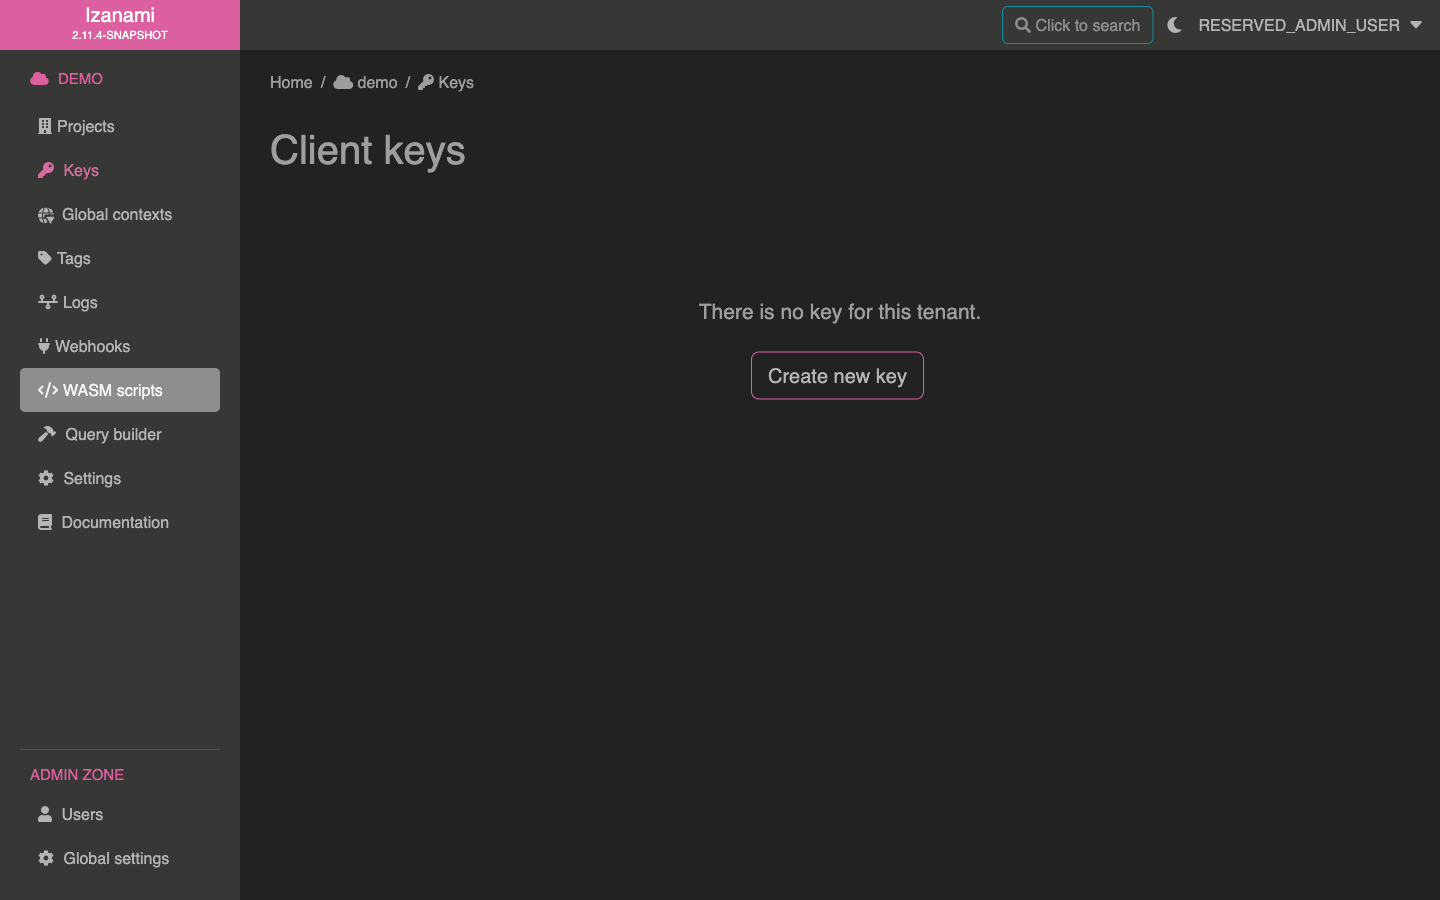 Izanami
2.11.4-SNAPSHOT
Click to search
RESERVED_ADMIN_USER
DEMO
Projects
Keys
Global contexts
Tags
Logs
Webhooks
WASM scripts
Query builder
Settings
Documentation
ADMIN ZONE
Users
Global settings
Home / demo / Keys
Client keys
There is no key for this tenant.
Create new key